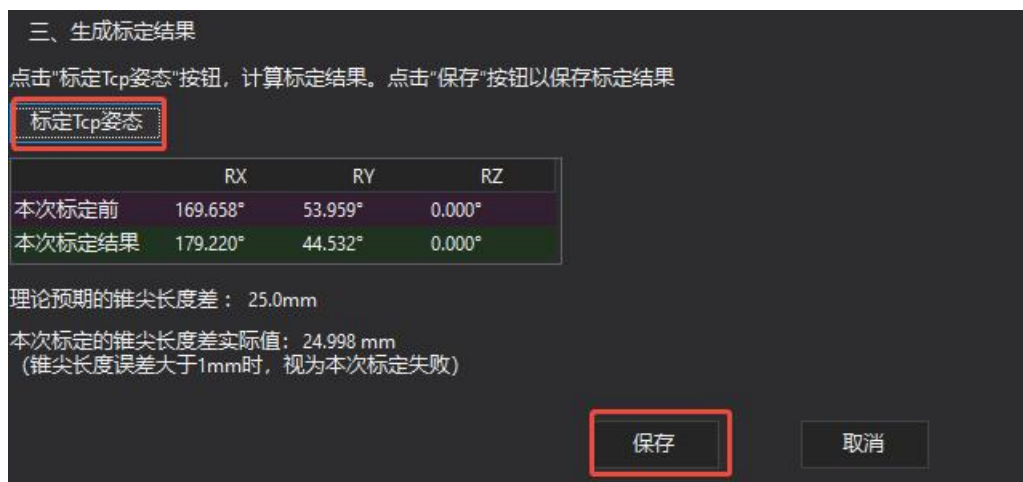 三、生成标定结果
点击"标定Tcp姿态"按钮，计算标定结果。点击"保存"按钮以保存标定结果
标定Tcp姿态
RX RY RZ
本次标定前 169.658° 53.959° 0.000°
本次标定结果 179.220° 44.532° 0.000°
理论预期的锥尖长度差： 25.0mm
本次标定的锥尖长度差实际值：24.998 mm
（锥尖长度误差大于1mm时，视为本次标定失败）
保存 取消